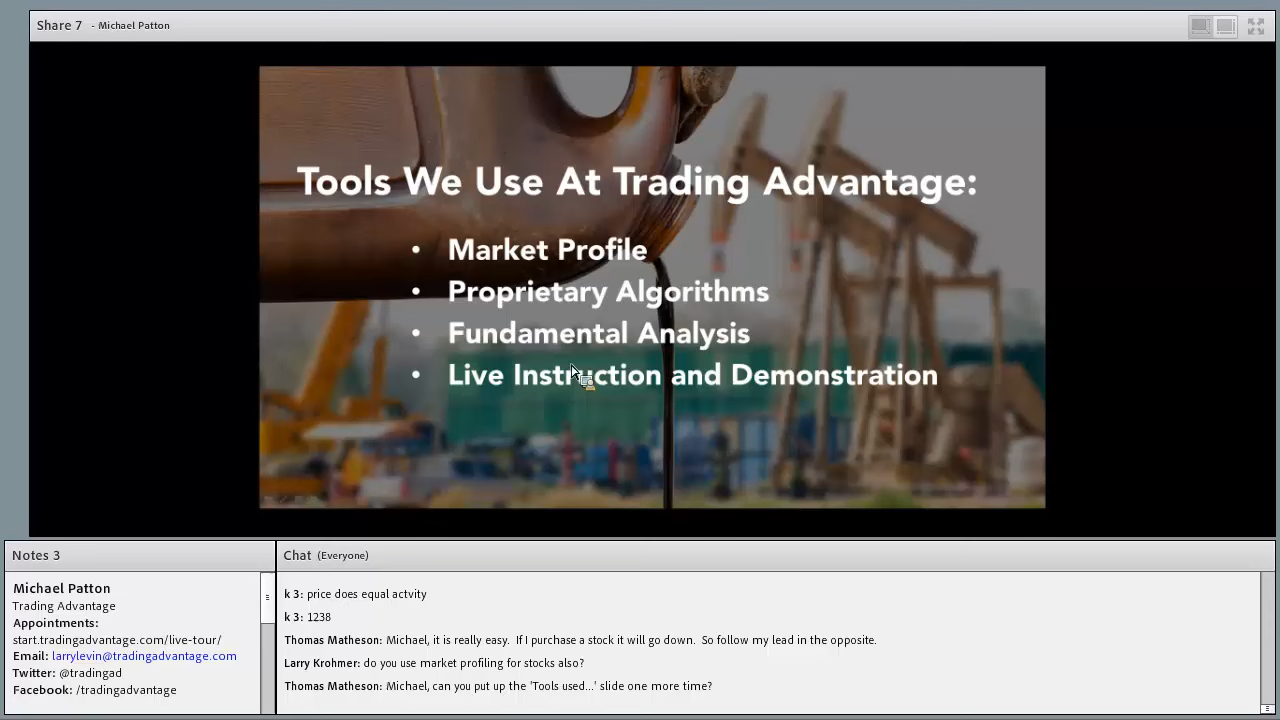 Share 7 - Michael Patton
Tools We Use At Trading Advantage:
• Market Profile
• Proprietary Algorithms
• Fundamental Analysis
• Live Instruction and Demonstration
Notes 3
Michael Patton
Trading Advantage
Appointments:
start.tradingadvantage.com/live-tour/
Email: larrylevin@tradingadvantage.com
Twitter: @tradingad
Facebook: /tradingadvantage
Chat (Everyone)
k 3: price does equal actvity
k 3: 1238
Thomas Matheson: Michael, it is really easy. If I purchase a stock it will go down. So follow my lead in the opposite.
Larry Krohmer: do you use market profiling for stocks also?
Thomas Matheson: Michael, can you put up the 'Tools used...' slide one more time?